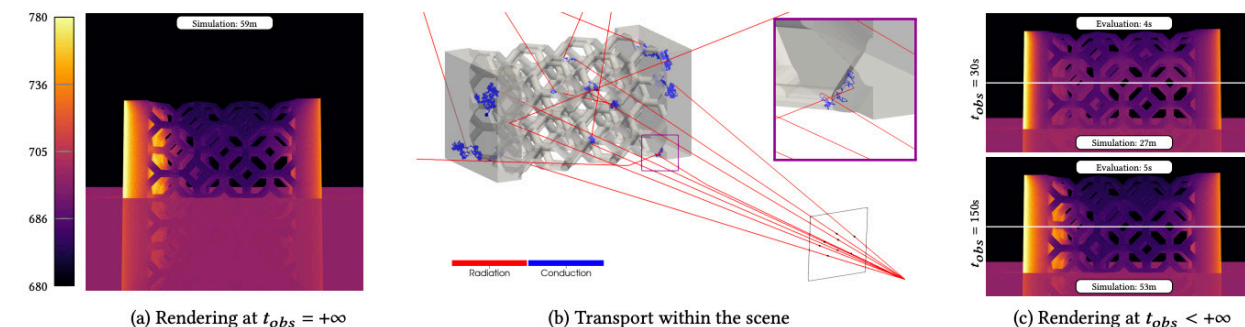 780
736
705
686
680
Simulation: 59m
(a) Rendering at t_obs = +∞
Radiation
Conduction
(b) Transport within the scene
t_obs = 30s
Evaluation: 4s
Simulation: 27m
t_obs = 150s
Evaluation: 5s
Simulation: 53m
(c) Rendering at t_obs < +∞